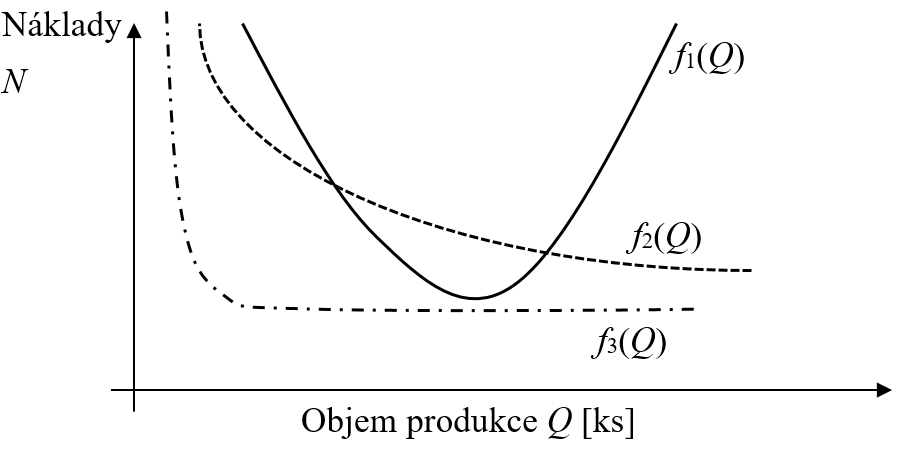 Náklady
N
f1(Q)
f2(Q)
f3(Q)
Objem produkce Q [ks]